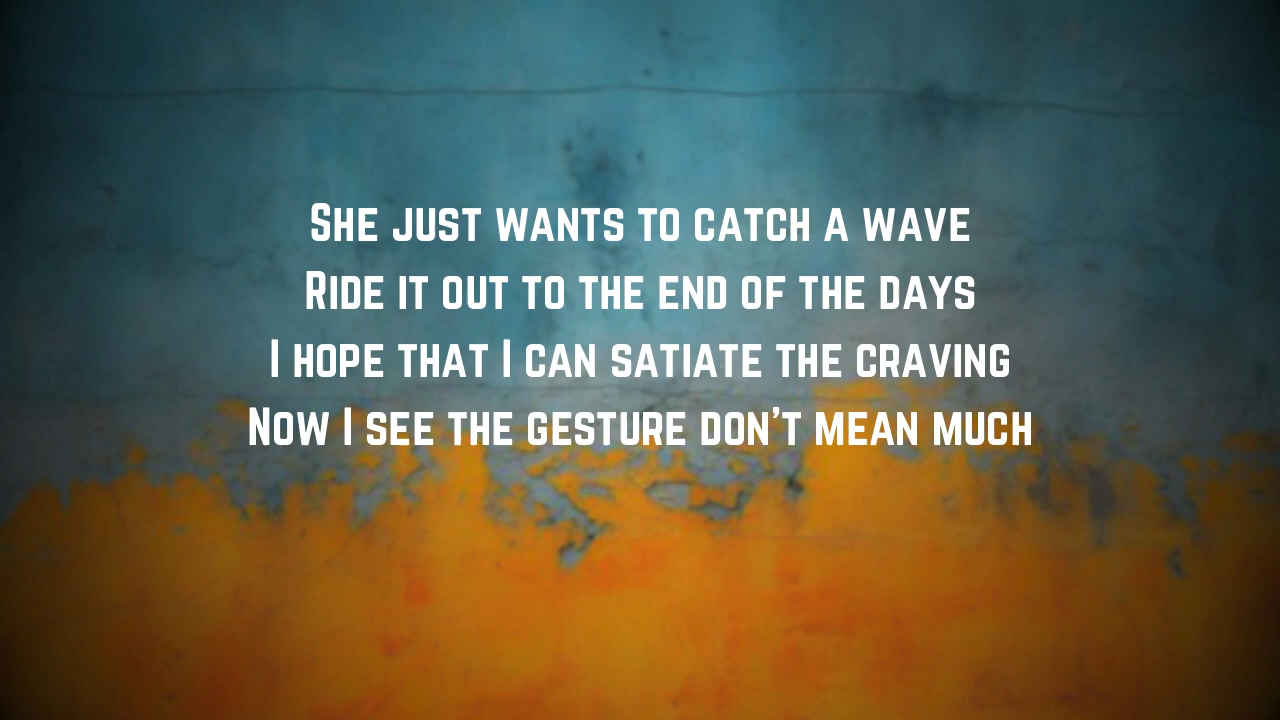 She just wants to catch a wave
Ride it out to the end of the days
I hope that I can satiate the craving
Now I see the gesture don't mean much